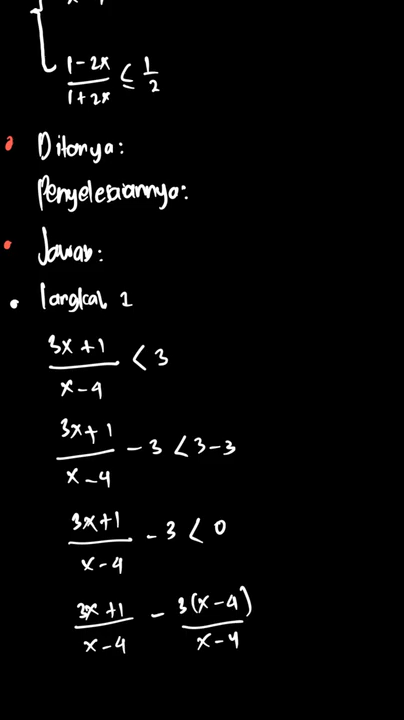 1-2x / 1+2x ≤ 1/2
Ditanya:
Penyelesaiannya:
Jawab:
langkah 1
3x+1 / x-4 < 3
3x+1 / x-4 - 3 < 3-3
3x+1 / x-4 - 3 < 0
3x+1 / x-4 - 3(x-4) / x-4